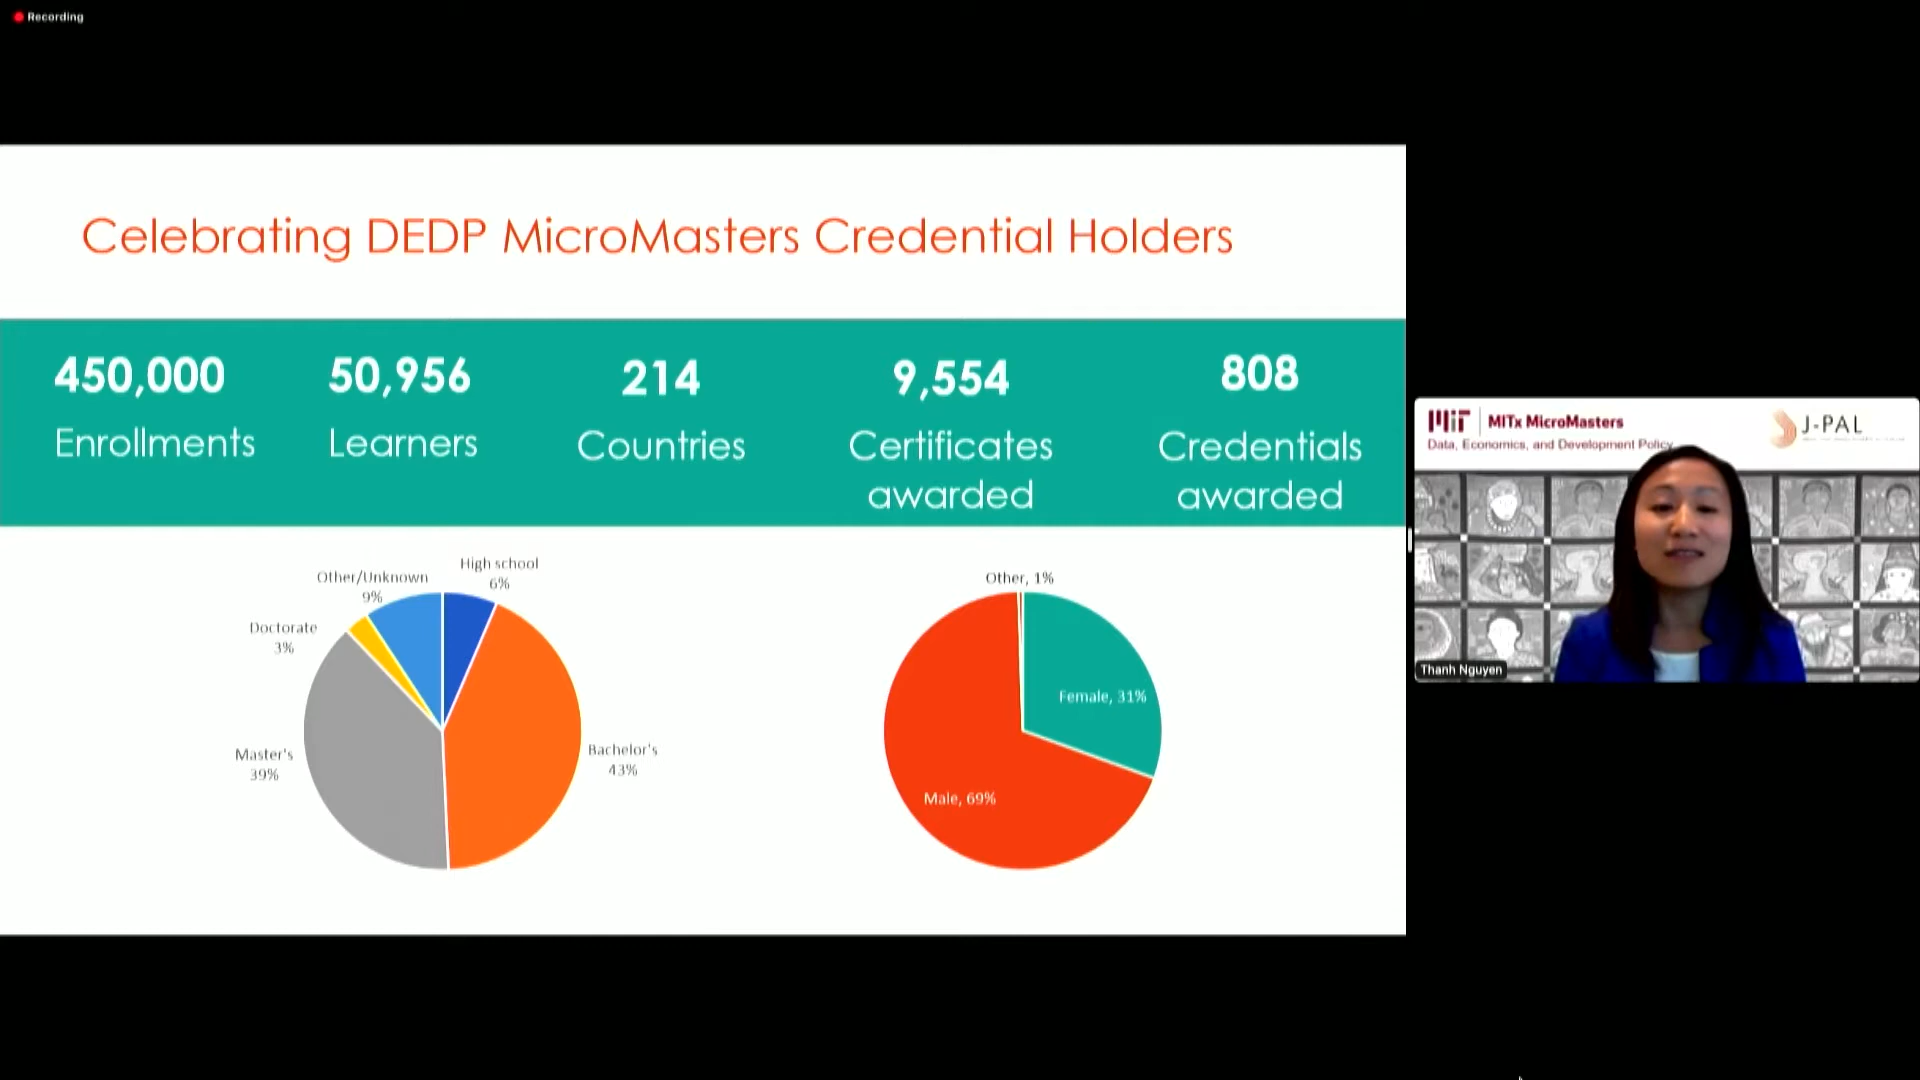 Recording
Celebrating DEDP MicroMasters Credential Holders
450,000
Enrollments
50,956
Learners
214
Countries
9,554
Certificates
awarded
808
Credentials
awarded
High school
6%
Other/Unknown
9%
Doctorate
3%
Master's
39%
Bachelor's
43%
Other, 1%
Female, 31%
Male, 69%
MIT
MITx MicroMasters
Data, Economics, and Development Policy
J-PAL
Thanh Nguyen